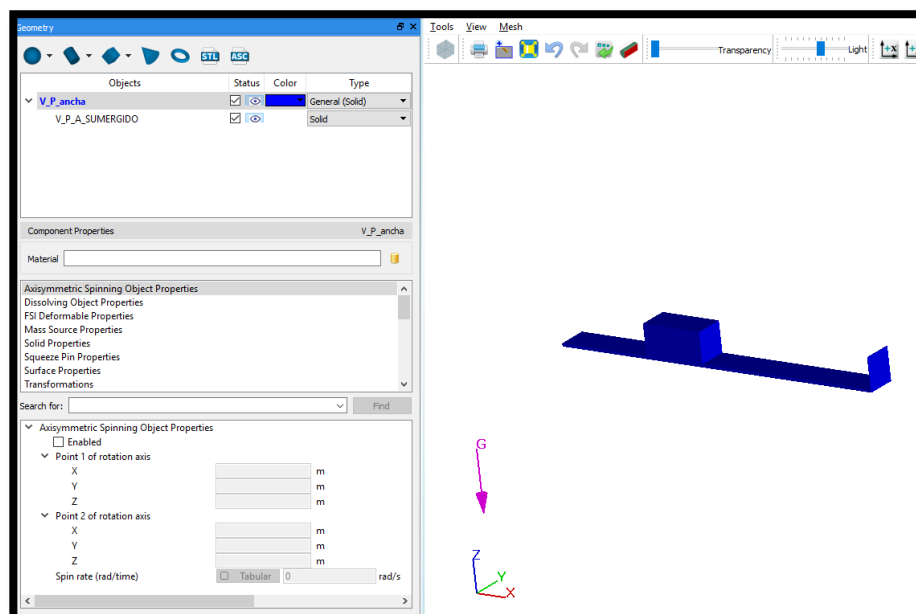 Geometry
Tools View Mesh
STL ASC
Transparency
Light
+X
Objects Status Color Type
V_P_ancha General (Solid)
V_P_A_SUMERGIDO Solid
Component Properties V_P_ancha
Material
Axisymmetric Spinning Object Properties
Dissolving Object Properties
FSI Deformable Properties
Mass Source Properties
Solid Properties
Squeeze Pin Properties
Surface Properties
Transformations
Search for: Find
Axisymmetric Spinning Object Properties
Enabled
Point 1 of rotation axis
X m
Y m
Z m
Point 2 of rotation axis
X m
Y m
Z m
Spin rate (rad/time) Tabular 0 rad/s
G
Z
Y
X